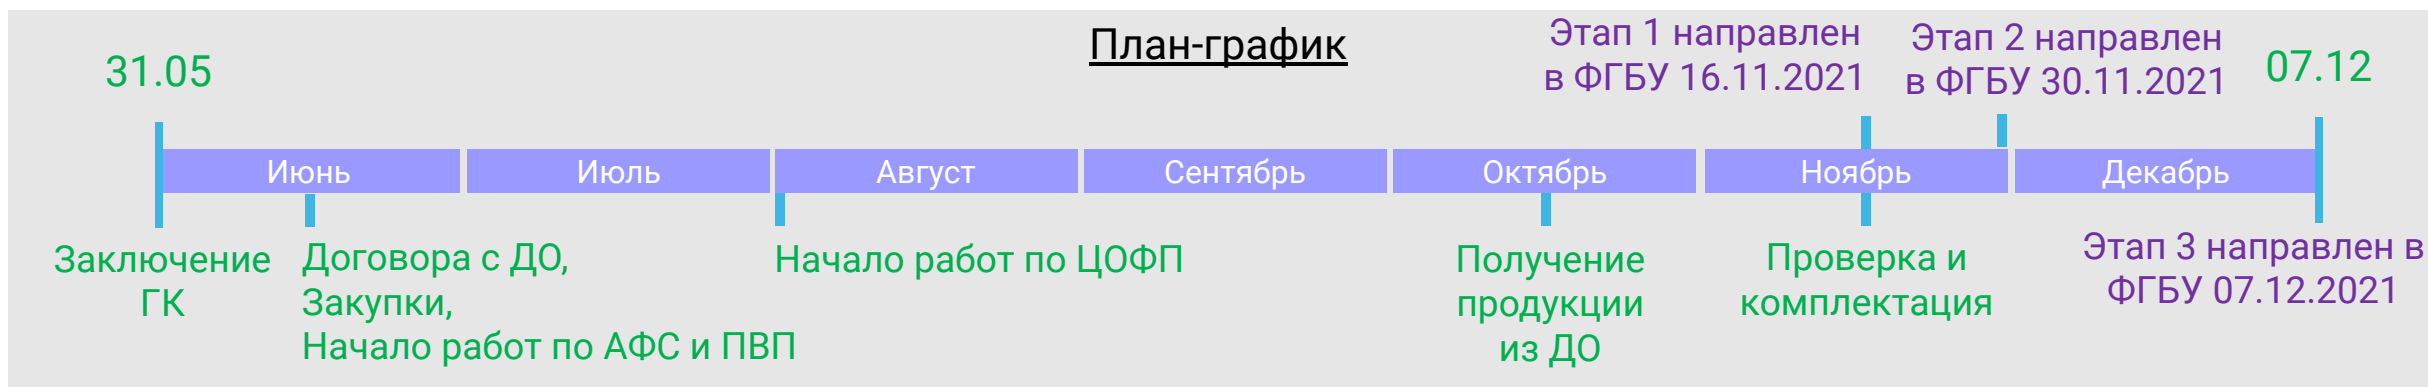 План-график
31.05
Этап 1 направлен
в ФГБУ 16.11.2021
Этап 2 направлен
в ФГБУ 30.11.2021
07.12
Июнь
Июль
Август
Сентябрь
Октябрь
Ноябрь
Декабрь
Заключение
ГК
Договора с ДО,
Закупки,
Начало работ по АФС и ПВП
Начало работ по ЦОФП
Получение
продукции
из ДО
Проверка и
комплектация
Этап 3 направлен в
ФГБУ 07.12.2021